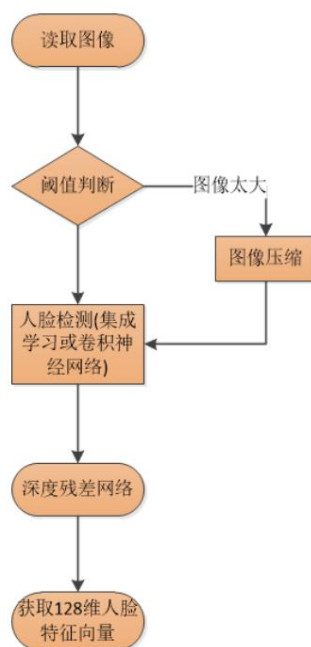 读取图像
阈值判断
图像太大
图像压缩
人脸检测(集成
学习或卷积神
经网络)
深度残差网络
获取128维人脸
特征向量